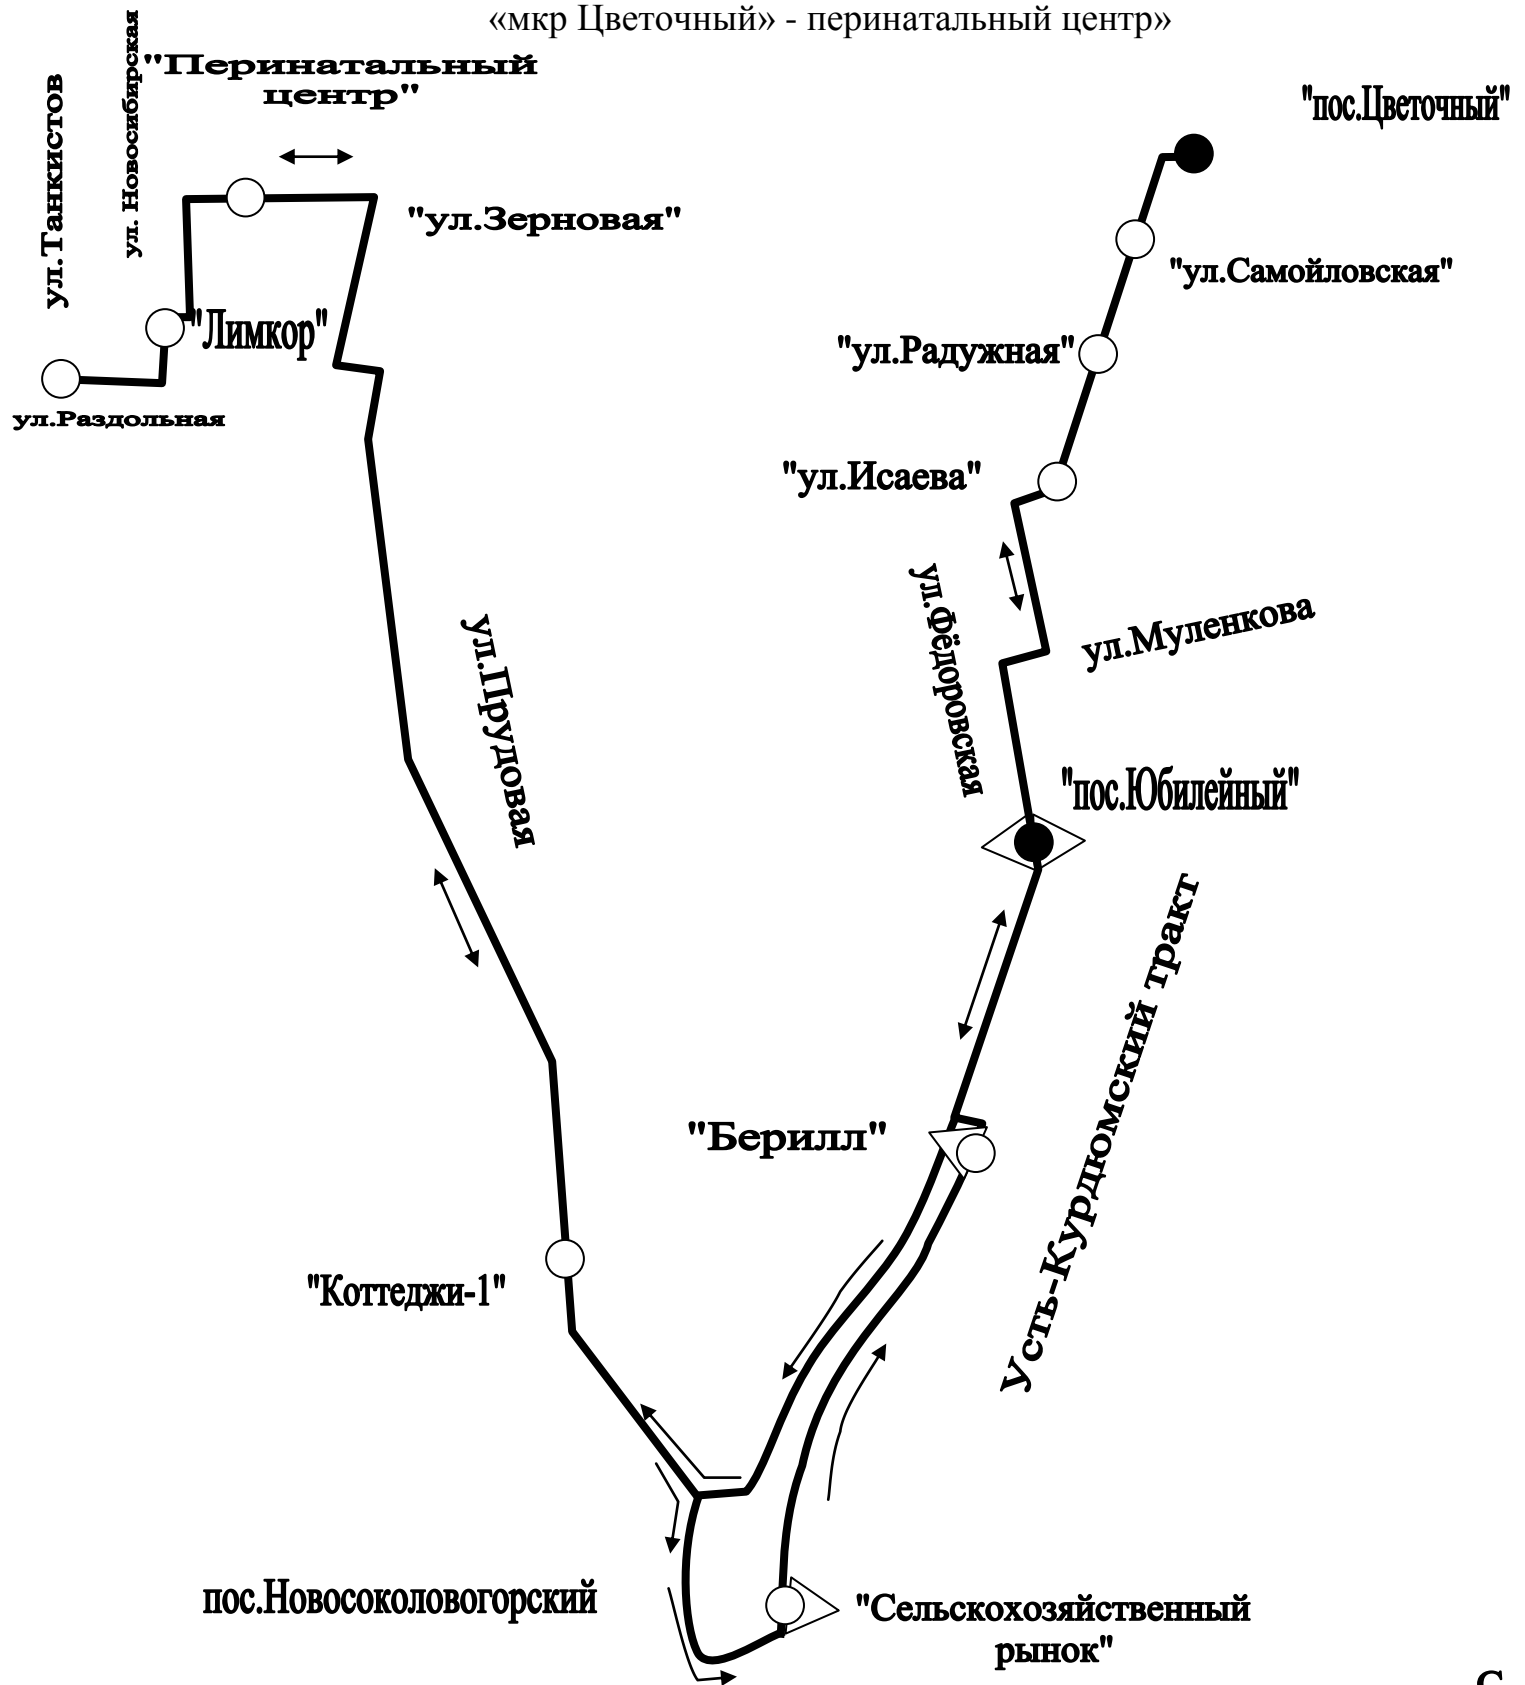 «мкр Цветочный» - перинатальный центр»
"Перинатальный
центр"
ул.Танкистов
ул. Новосибирская
"пос.Цветочный"
"ул.Зерновая"
"ул.Самойловская"
"Лимкор"
"ул.Радужная"
ул.Раздольная
"ул.Исаева"
ул.Фёдоровская
ул.Муленкова
ул.Прудовая
"пос.Юбилейный"
Усть-Курдюмский тракт
"Берилл"
"Коттеджи-1"
пос.Новосоколовогорский
"Сельскохозяйственный
рынок"